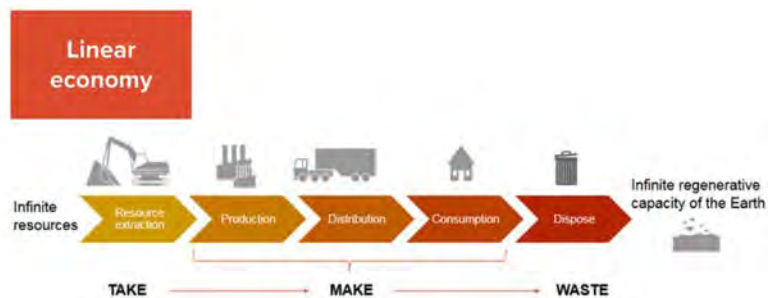 Linear
economy
Infinite
resources
Resource
extraction
Production
Distribution
Consumption
Dispose
Infinite regenerative
capacity of the Earth
TAKE
MAKE
WASTE